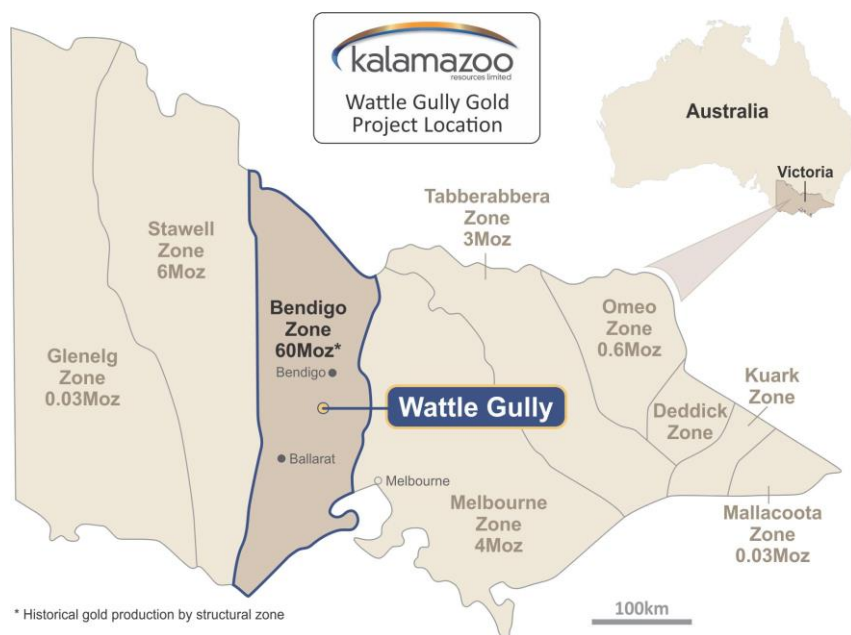 kalamazoo
resources limited
Wattle Gully Gold
Project Location
Australia
Victoria
Tabberabbera
Zone
3Moz
Stawell
Zone
6Moz
Bendigo
Zone
60Moz*
Bendigo
Omeo
Zone
0.6Moz
Glenelg
Zone
0.03Moz
Wattle Gully
Kuark
Zone
Deddick
Zone
Ballarat
Melbourne
Melbourne
Zone
4Moz
Mallacoota
Zone
0.03Moz
* Historical gold production by structural zone
100km